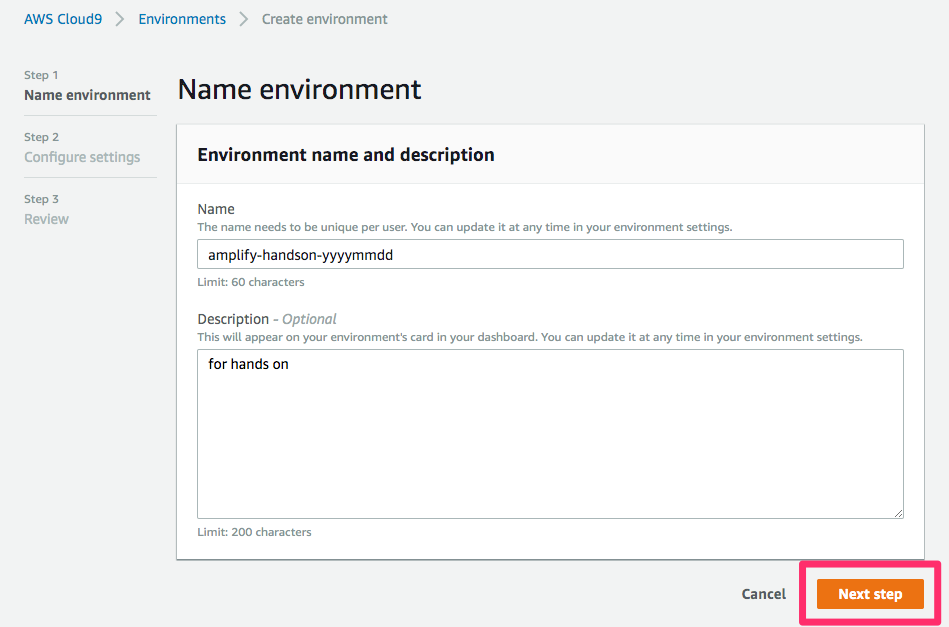 AWS Cloud9 > Environments > Create environment
Step 1
Name environment
Step 2
Configure settings
Step 3
Review
Name environment
Environment name and description
Name
The name needs to be unique per user. You can update it at any time in your environment settings.
amplify-handson-yyyymmdd
Limit: 60 characters
Description - Optional
This will appear on your environment's card in your dashboard. You can update it at any time in your environment settings.
for hands on
Limit: 200 characters
Cancel Next step